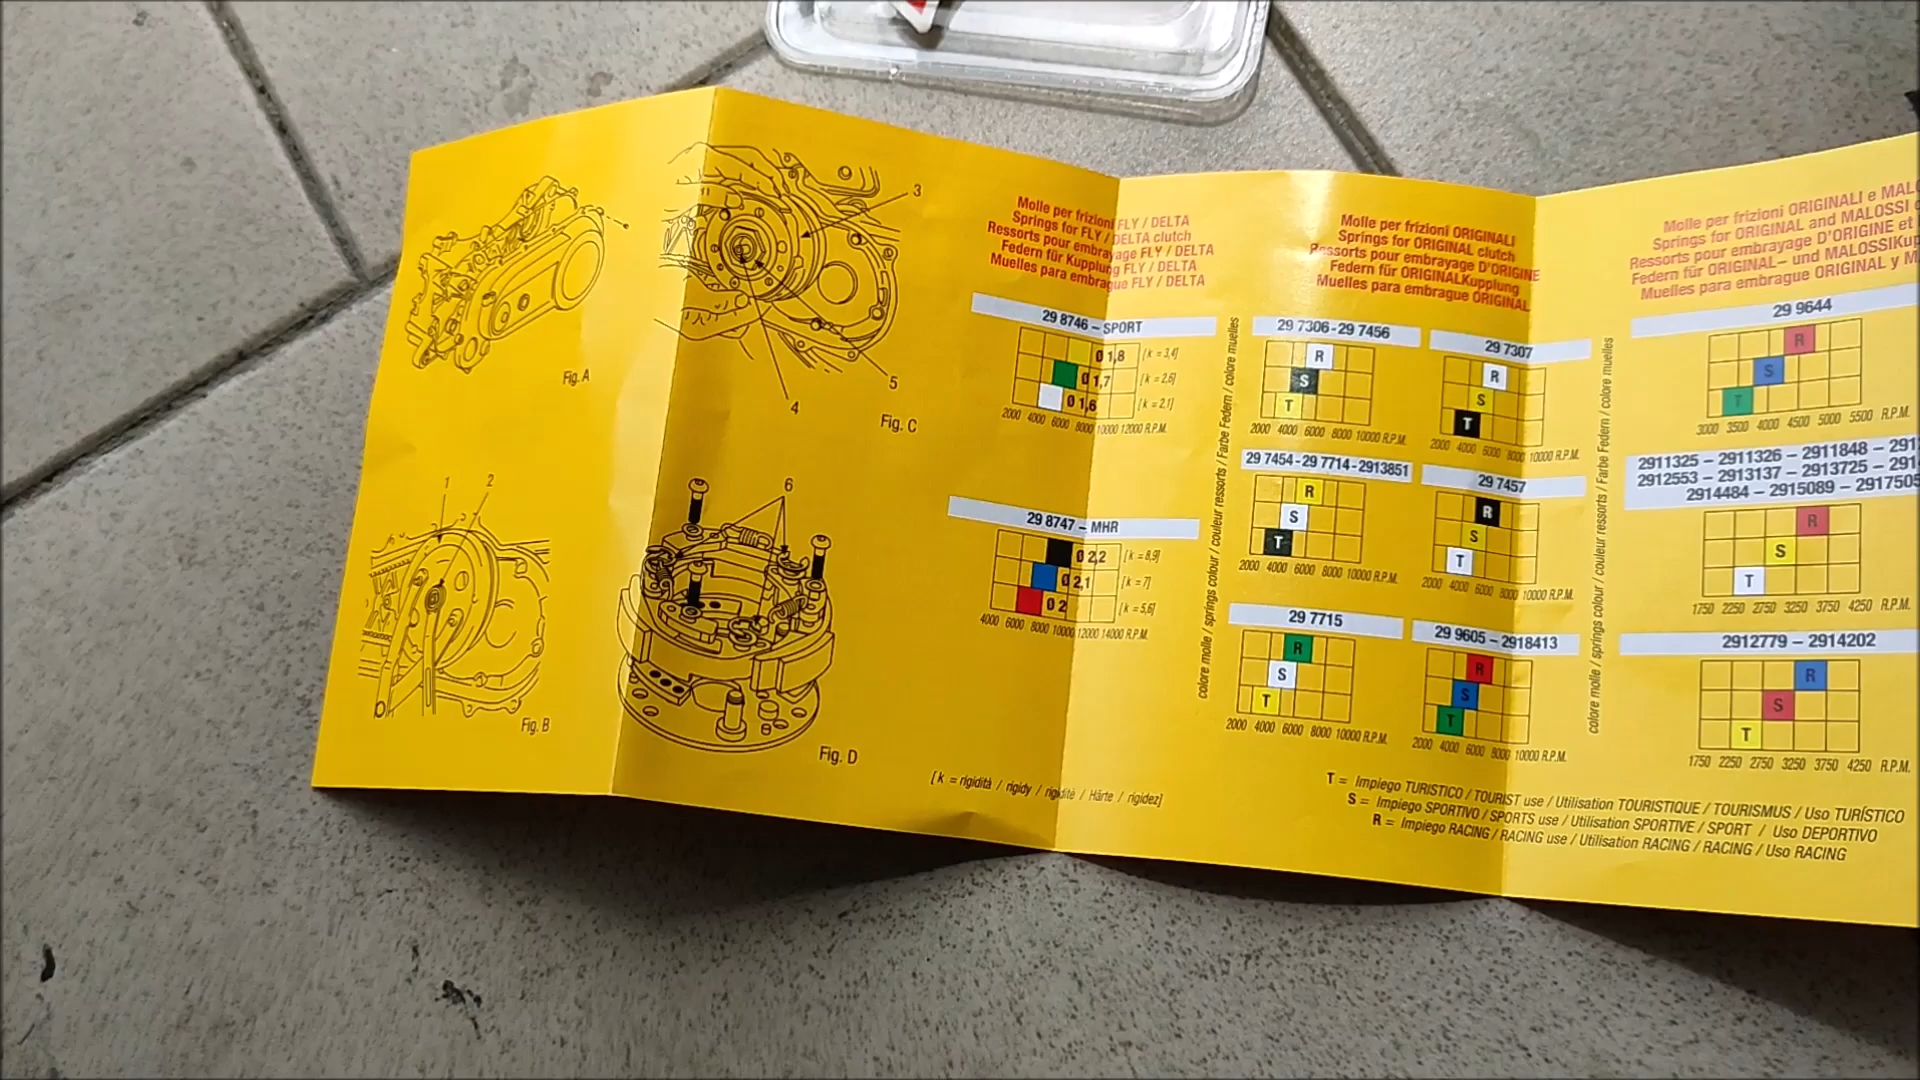 Fig. A
1
2
Fig. B
3
4
5
Fig. C
6
Fig. D
Molle per frizioni FLY / DELTA
Springs for FLY / DELTA clutch
Ressorts pour embrayage FLY / DELTA
Federn für Kupplung FLY / DELTA
Muelles para embrague FLY / DELTA
29 8746 – SPORT
Ø 1,8 [k = 3,4]
Ø 1,7 [k = 2,6]
Ø 1,6 [k = 2,1]
2000 4000 6000 8000 10000 12000 R.P.M.
29 8747 – MHR
Ø 2,2 [k = 8,9]
Ø 2,1 [k = 7]
Ø 2 [k = 5,6]
4000 6000 8000 10000 12000 14000 R.P.M.
[ k = rigidità / rigidy / rigidité / Härte / rigidez]
colore molle / springs colour / couleur ressorts / Farbe Federn / colore muelles
Molle per frizioni ORIGINALI
Springs for ORIGINAL clutch
Ressorts pour embrayage D'ORIGINE
Federn für ORIGINALKupplung
Muelles para embrague ORIGINAL
29 7306 - 29 7456
R
S
T
2000 4000 6000 8000 10000 R.P.M.
29 7307
R
S
T
2000 4000 6000 8000 10000 R.P.M.
29 7454 - 29 7714 - 2913851
R
S
T
2000 4000 6000 8000 10000 R.P.M.
29 7457
R
S
T
2000 4000 6000 8000 10000 R.P.M.
29 7715
R
S
T
2000 4000 6000 8000 10000 R.P.M.
29 9605 – 2918413
R
S
T
2000 4000 6000 8000 10000 R.P.M.
T = Impiego TURISTICO / TOURIST use / Utilisation TOURISTIQUE / TOURISMUS / Uso TURÍSTICO
S = Impiego SPORTIVO / SPORTS use / Utilisation SPORTIVE / SPORT / Uso DEPORTIVO
R = Impiego RACING / RACING use / Utilisation RACING / RACING / Uso RACING
colore molle / springs colour / couleur ressorts / Farbe Federn / colore muelles
Molle per frizioni ORIGINALI e
Springs for ORIGINAL and MALOSSI
Ressorts pour embrayage D'ORIGINE et
Federn für ORIGINAL– und
Muelles para embrague ORIGINAL y
29 9644
R
S
T
3000 3500 4000 4500 5000 5500 R.P.M.
2911325 – 2911326 – 2911848 –
2912553 – 2913137 – 2913725 –
2914484 – 2915089 – 2917505
R
S
T
1750 2250 2750 3250 3750 4250 R.P.M.
2912779 – 2914202
R
S
T
1750 2250 2750 3250 3750 4250 R.P.M.